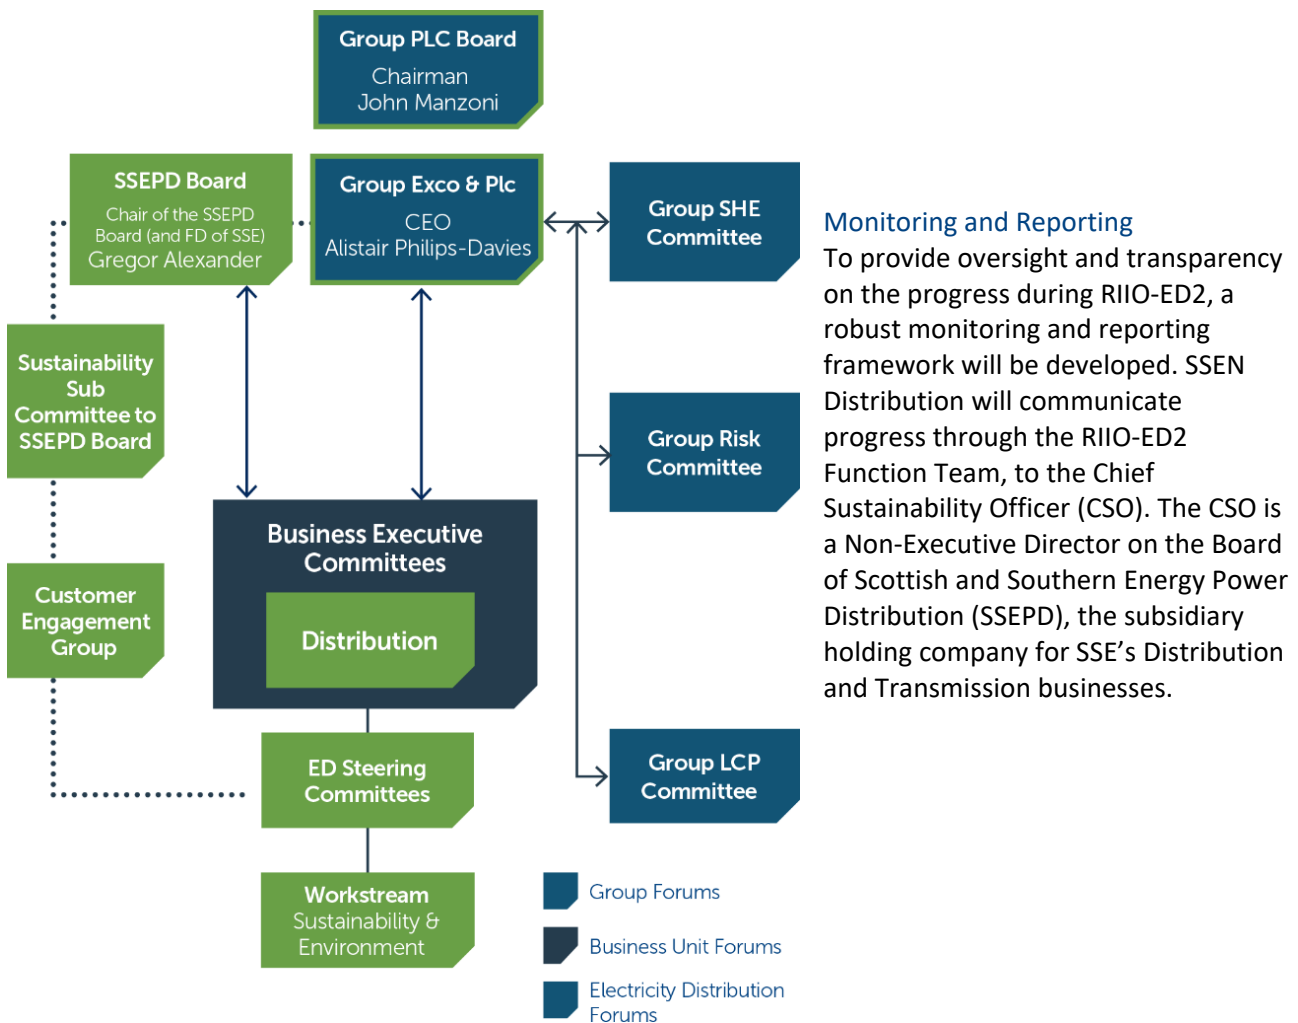 Group PLC Board
Chairman
John Manzoni
SSEPD Board
Chair of the SSEPD
Board (and FD of SSE)
Gregor Alexander
Group Exco & Plc
CEO
Alistair Philips-Davies
Group SHE
Committee
Sustainability
Sub
Committee to
SSEPD Board
Group Risk
Committee
Business Executive
Committees
Distribution
Customer
Engagement
Group
ED Steering
Committees
Group LCP
Committee
Workstream
Sustainability &
Environment
Group Forums
Business Unit Forums
Electricity Distribution
Forums
Monitoring and Reporting
To provide oversight and transparency
on the progress during RIIO-ED2, a
robust monitoring and reporting
framework will be developed. SSEN
Distribution will communicate
progress through the RIIO-ED2
Function Team, to the Chief
Sustainability Officer (CSO). The CSO is
a Non-Executive Director on the Board
of Scottish and Southern Energy Power
Distribution (SSEPD), the subsidiary
holding company for SSE’s Distribution
and Transmission businesses.